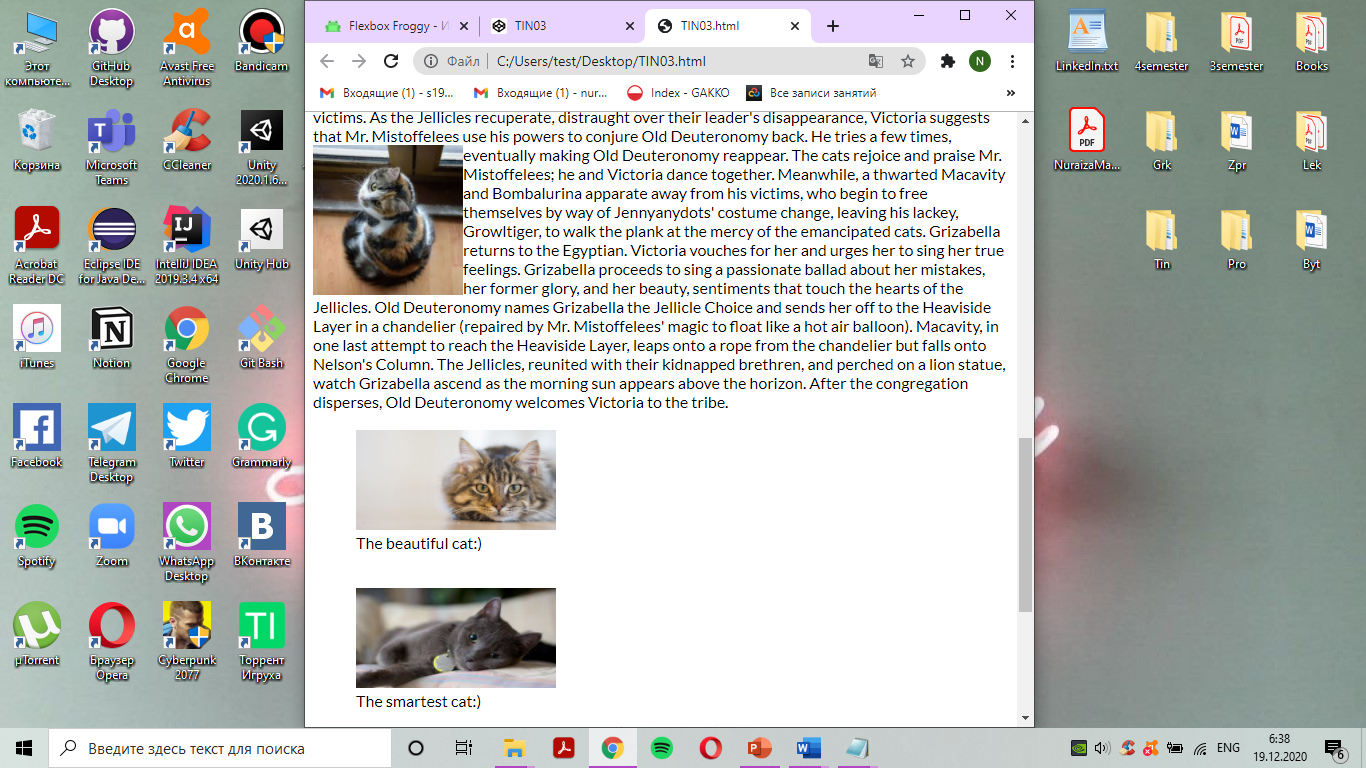 Flexbox Froggy - И
TIN03
TIN03.html
Файл
C:/Users/test/Desktop/TIN03.html
N
Входящие (1) - s19...
Входящие (1) - nur...
Index - GAKKO
Все записи занятий
»
victims. As the Jellicles recuperate, distraught over their leader's disappearance, Victoria suggests
that Mr. Mistoffelees use his powers to conjure Old Deuteronomy back. He tries a few times,
eventually making Old Deuteronomy reappear. The cats rejoice and praise Mr.
Mistoffelees; he and Victoria dance together. Meanwhile, a thwarted Macavity
and Bombalurina apparate away from his victims, who begin to free
themselves by way of Jennyanydots' costume change, leaving his lackey,
Growltiger, to walk the plank at the mercy of the emancipated cats. Grizabella
returns to the Egyptian. Victoria vouches for her and urges her to sing her true
feelings. Grizabella proceeds to sing a passionate ballad about her mistakes,
her former glory, and her beauty, sentiments that touch the hearts of the
Jellicles. Old Deuteronomy names Grizabella the Jellicle Choice and sends her off to the Heaviside
Layer in a chandelier (repaired by Mr. Mistoffelees' magic to float like a hot air balloon). Macavity, in
one last attempt to reach the Heaviside Layer, leaps onto a rope from the chandelier but falls onto
Nelson's Column. The Jellicles, reunited with their kidnapped brethren, and perched on a lion statue,
watch Grizabella ascend as the morning sun appears above the horizon. After the congregation
disperses, Old Deuteronomy welcomes Victoria to the tribe.
The beautiful cat:)
The smartest cat:)
Этот
компьюте...
GitHub
Desktop
Avast Free
Antivirus
Bandicam
Корзина
Microsoft
Teams
CCleaner
Unity
2020.1.6...
Acrobat
Reader DC
Eclipse IDE
for Java De...
IntelliJ IDEA
2019.3.4 x64
Unity Hub
iTunes
Notion
Google
Chrome
Git Bash
Facebook
Telegram
Desktop
Twitter
Grammarly
Spotify
Zoom
WhatsApp
Desktop
ВКонтакте
µTorrent
Браузер
Opera
Cyberpunk
2077
Торрент
Игруха
LinkedIn.txt
4semester
3semester
Books
PDF
NuraizaMa...
Grk
Zpr
Lek
Tin
Pro
Byt
Введите здесь текст для поиска
ENG
6:38
19.12.2020
6